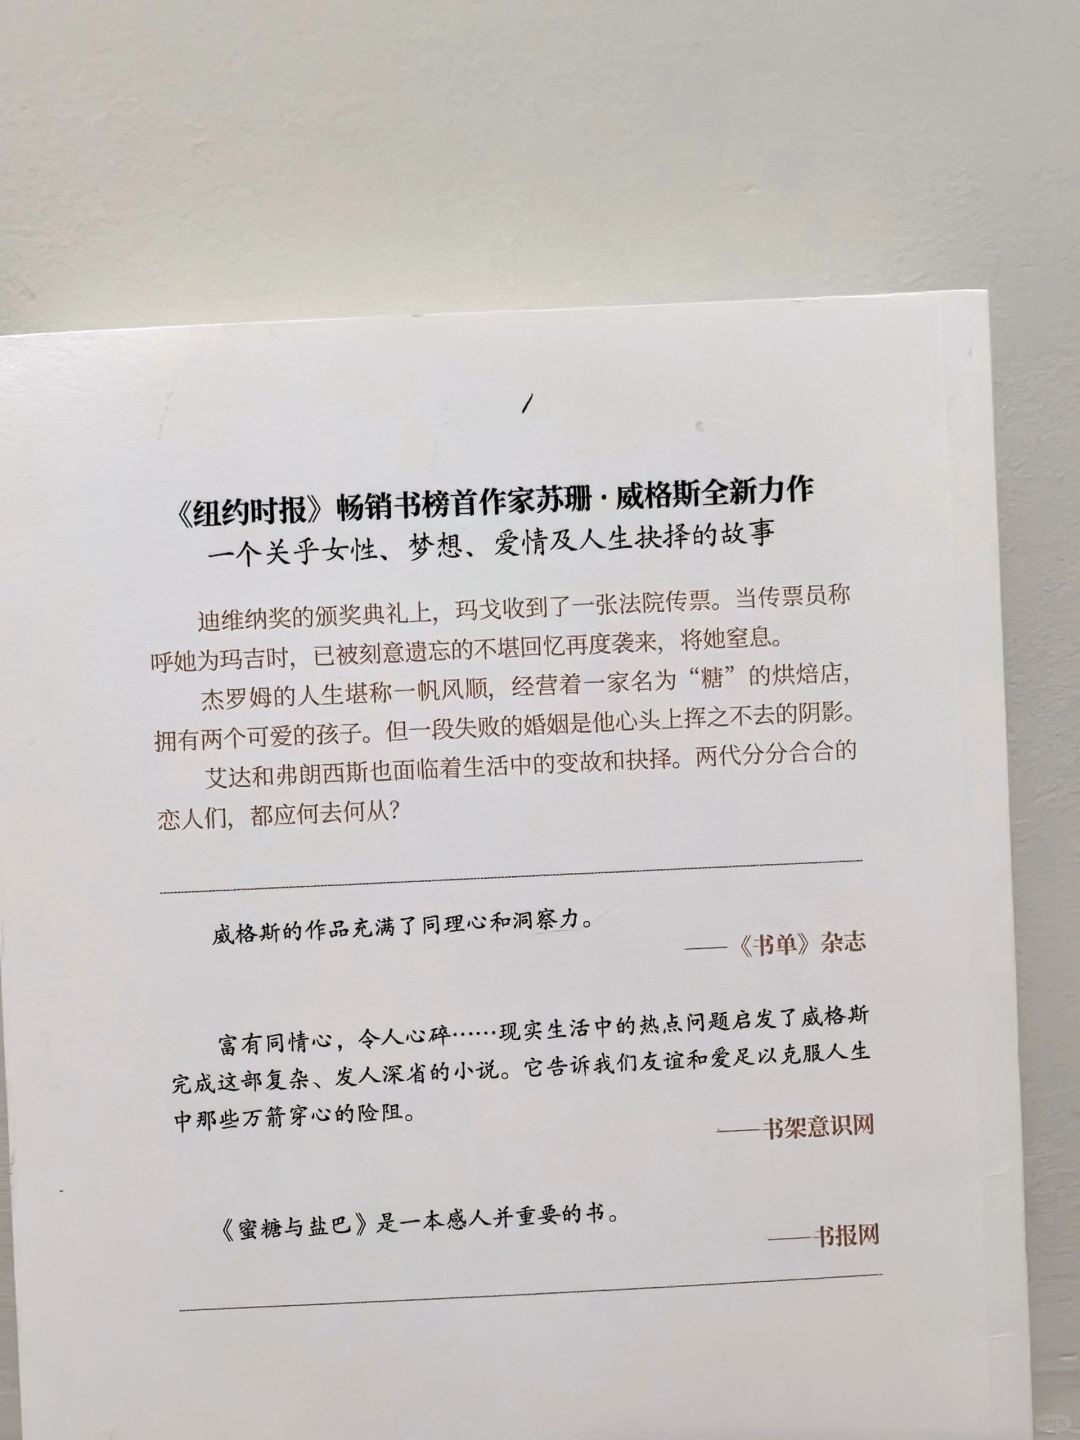 《纽约时报》畅销书榜首作家苏珊·威格斯全新力作
一个关乎女性、梦想、爱情及人生抉择的故事
迪维纳奖的颁奖典礼上，玛戈收到了一张法院传票。当传票员称
呼她为玛吉时，已被刻意遗忘的不堪回忆再度袭来，将她窒息。
杰罗姆的人生堪称一帆风顺，经营着一家名为“糖”的烘焙店，
拥有两个可爱的孩子。但一段失败的婚姻是他心头上挥之不去的阴影。
艾达和弗朗西斯也面临着生活中的变故和抉择。两代分分合合的
恋人们，都应何去何从？
威格斯的作品充满了同理心和洞察力。
——《书单》杂志
富有同情心，令人心碎……现实生活中的热点问题启发了威格斯
完成这部复杂、发人深省的小说。它告诉我们友谊和爱足以克服人生
中那些万箭穿心的险阻。
——书架意识网
《蜜糖与盐巴》是一本感人并重要的书。
——书报网